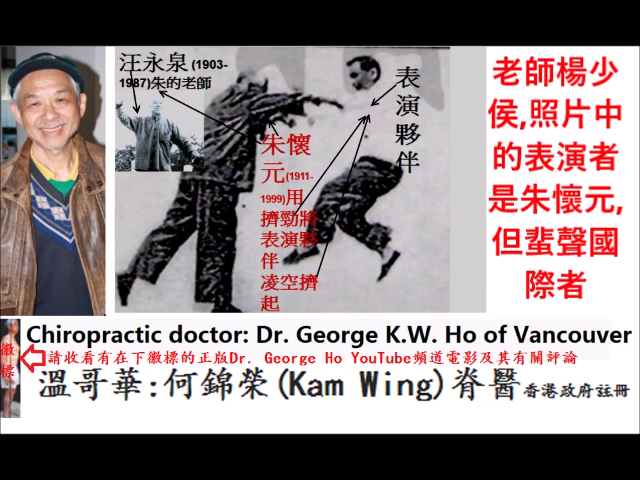 汪永泉 (1903-
1987)朱的老師
表
演
夥
伴
朱懷
元(1911-
1999)用
擠勁將
表演夥
伴
凌空擠
起
老師楊少
侯,照片中
的表演者
是朱懷元,
但蜚聲國
際者
Chiropractic doctor: Dr. George K.W. Ho of Vancouver
徽
標
請收看有在下徽標的正版Dr. George Ho YouTube頻道電影及其有關評論
溫哥華:何錦榮(Kam Wing)脊醫香港政府註冊